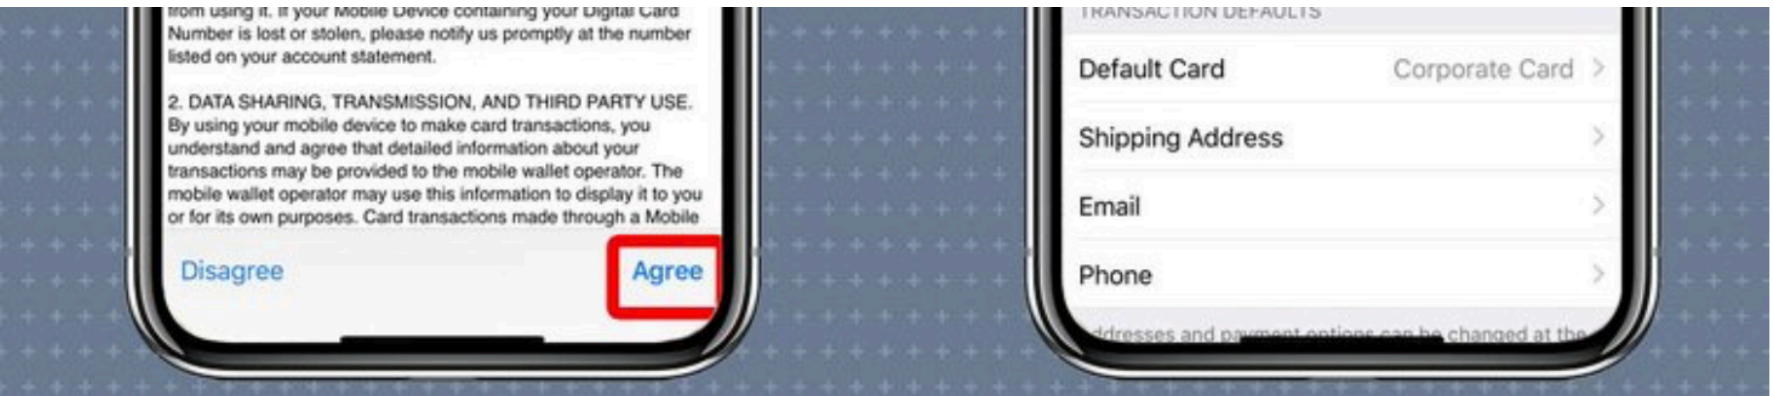 from using it. If your Mobile Device containing your Digital Card
Number is lost or stolen, please notify us promptly at the number
listed on your account statement.
2. DATA SHARING, TRANSMISSION, AND THIRD PARTY USE.
By using your mobile device to make card transactions, you
understand and agree that detailed information about your
transactions may be provided to the mobile wallet operator. The
mobile wallet operator may use this information to display it to you
or for its own purposes. Card transactions made through a Mobile
Disagree
Agree
TRANSACTION DEFAULTS
Default Card
Corporate Card
Shipping Address
Email
Phone
addresses and payment options can be changed at the